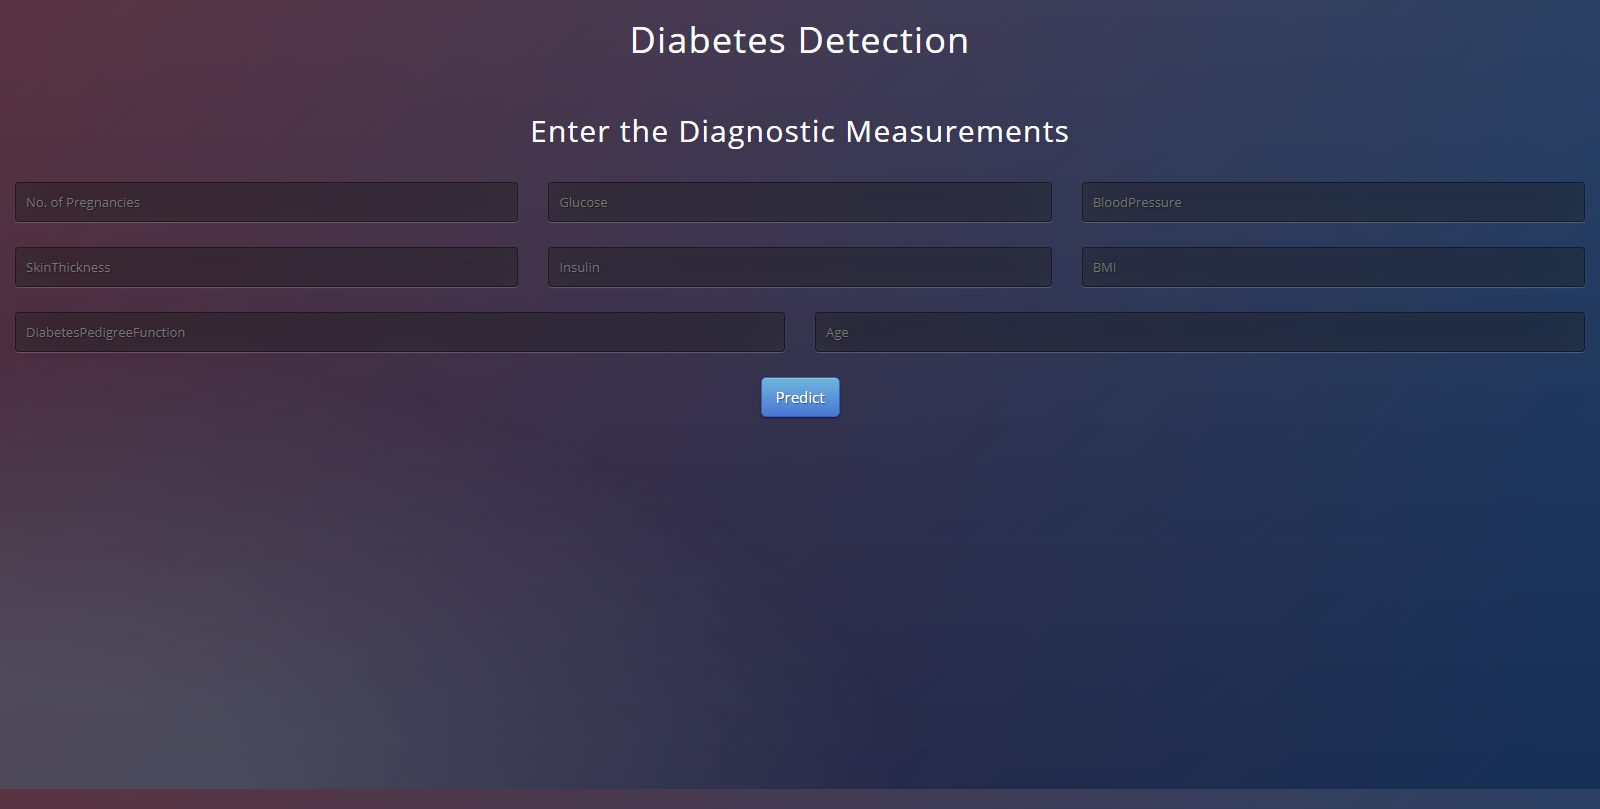 Diabetes Detection
Enter the Diagnostic Measurements
No. of Pregnancies
Glucose
BloodPressure
SkinThickness
Insulin
BMI
DiabetesPedigreeFunction
Age
Predict